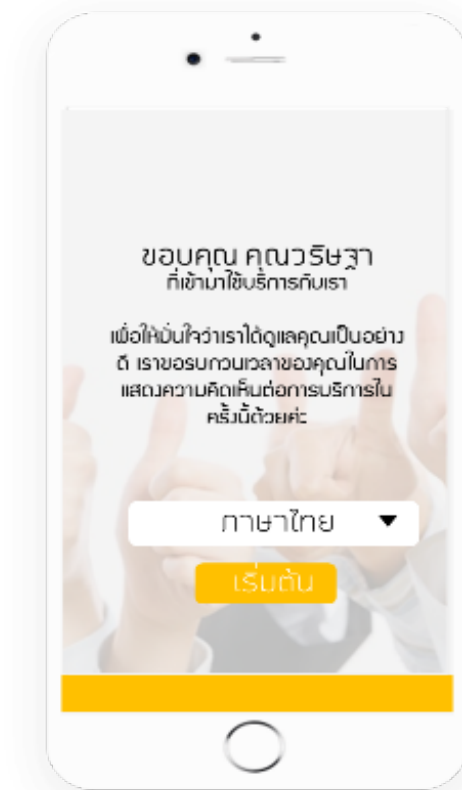 ขอบคุณ คุณวริษฐา
ที่เข้ามาใช้บริการกับเรา
เพื่อให้มั่นใจว่าเราได้ดูแลคุณเป็นอย่าง
ดี เราขอรบกวนเวลาของคุณในการ
แสดงความคิดเห็นต่อการบริการใน
ครั้งนี้ด้วยค่ะ
ภาษาไทย
เริ่มต้น